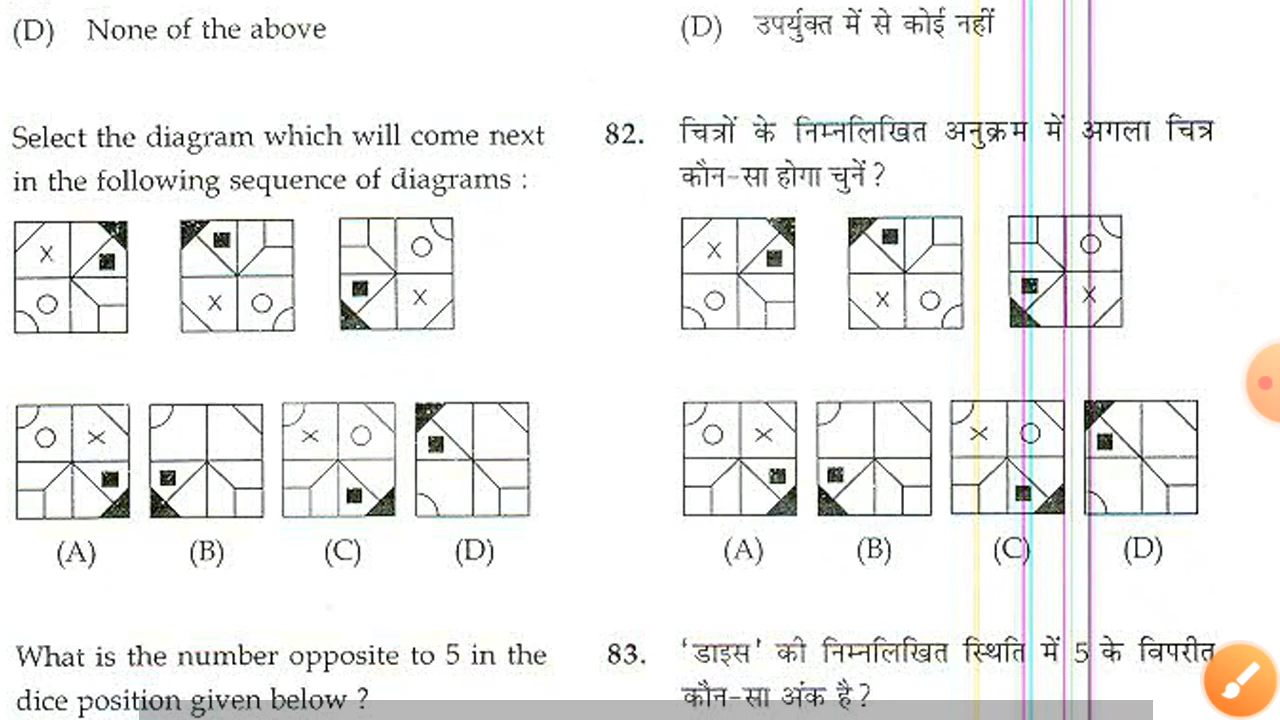 (D) None of the above
Select the diagram which will come next
in the following sequence of diagrams :
X
X
X
X
X
(A) (B) (C) (D)
What is the number opposite to 5 in the
dice position given below ?
(D) उपर्युक्त में से कोई नहीं
82. चित्रों के निम्नलिखित अनुक्रम में अगला चित्र
कौन-सा होगा चुनें ?
X
X
X
X
X
(A) (B) (C) (D)
83. 'डाइस' की निम्नलिखित स्थिति में 5 के विपरीत
कौन-सा अंक है ?